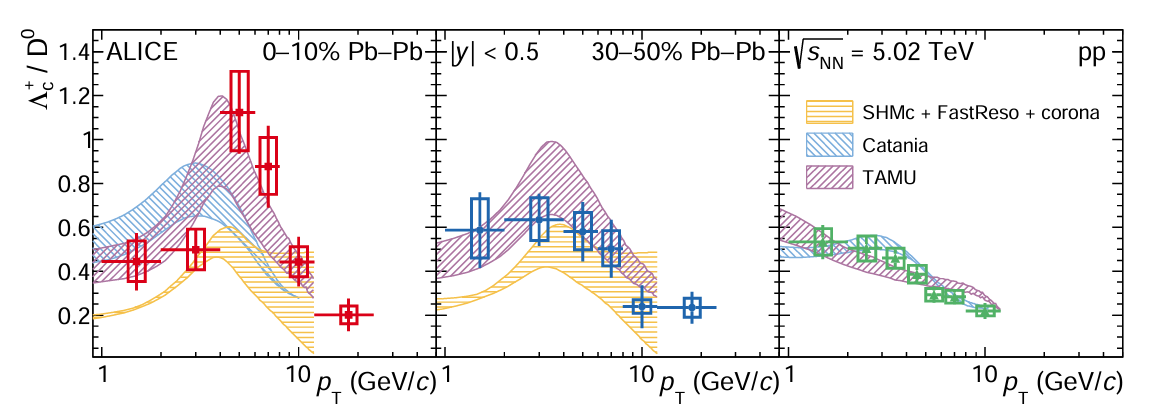 Λc+ / D0
ALICE 0–10% Pb–Pb
|y| < 0.5 30–50% Pb–Pb
√sNN = 5.02 TeV pp
SHMc + FastReso + corona
Catania
TAMU
1.4
1.2
1
0.8
0.6
0.4
0.2
1 10 1 10 1 10
pT (GeV/c) pT (GeV/c) pT (GeV/c)